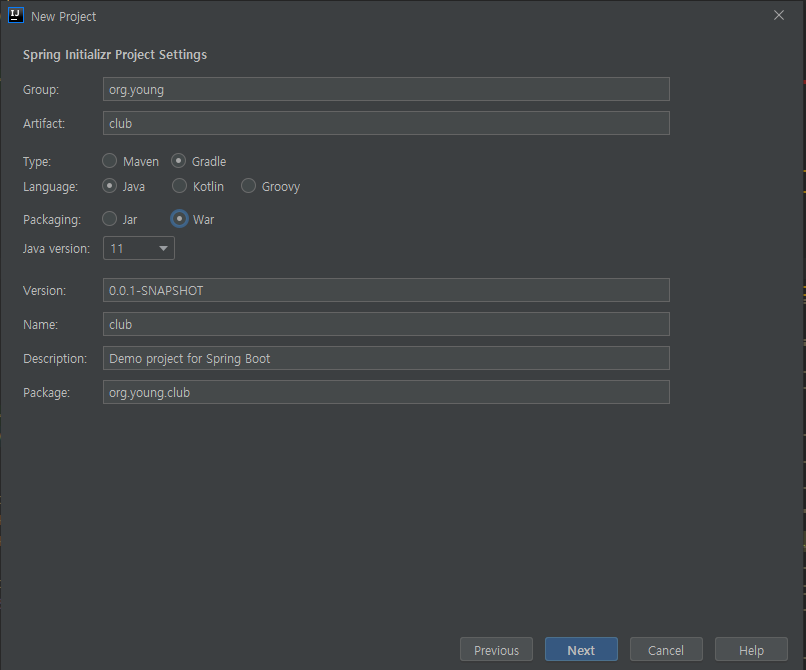 New Project
Spring Initializr Project Settings
Group: org.young
Artifact: club
Type: Maven Gradle
Language: Java Kotlin Groovy
Packaging: Jar War
Java version: 11
Version: 0.0.1-SNAPSHOT
Name: club
Description: Demo project for Spring Boot
Package: org.young.club
Previous Next Cancel Help